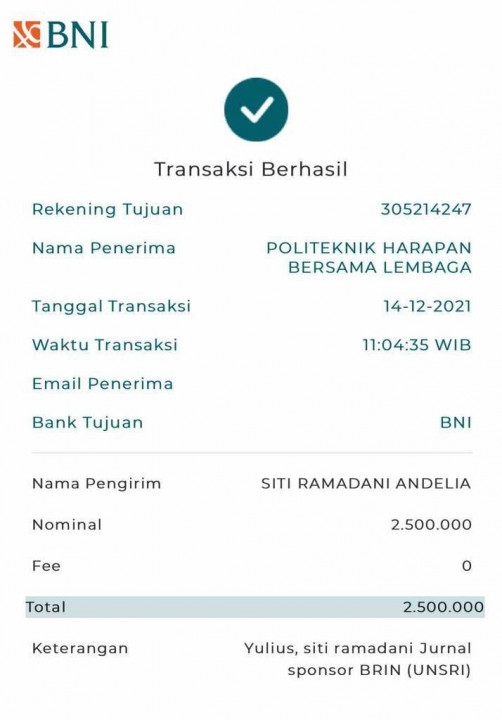 BNI
Transaksi Berhasil
Rekening Tujuan 305214247
Nama Penerima POLITEKNIK HARAPAN
BERSAMA LEMBAGA
Tanggal Transaksi 14-12-2021
Waktu Transaksi 11:04:35 WIB
Email Penerima
Bank Tujuan BNI
Nama Pengirim SITI RAMADANI ANDELIA
Nominal 2.500.000
Fee 0
Total 2.500.000
Keterangan Yulius, siti ramadani Jurnal
sponsor BRIN (UNSRI)